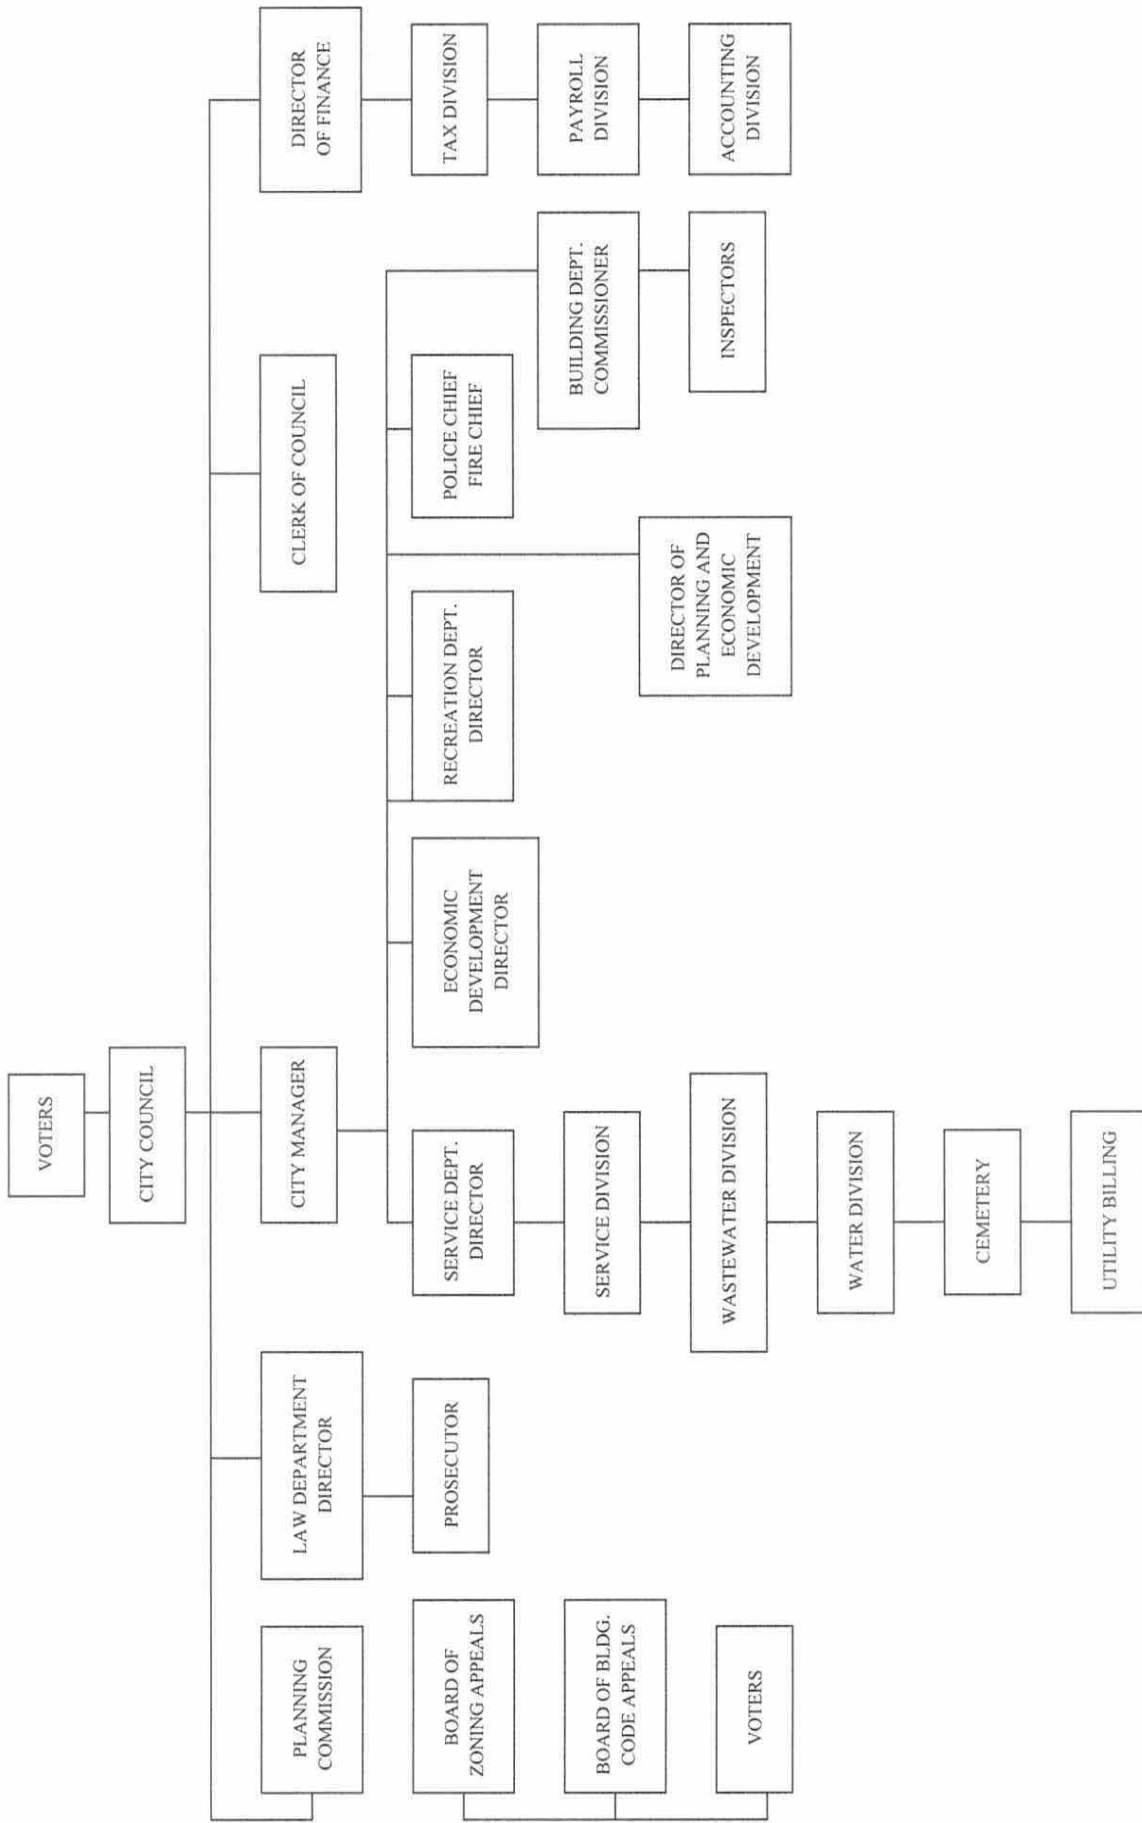 VOTERS
CITY COUNCIL
PLANNING
COMMISSION
LAW DEPARTMENT
DIRECTOR
CITY MANAGER
CLERK OF COUNCIL
DIRECTOR
OF FINANCE
BOARD OF
ZONING APPEALS
PROSECUTOR
SERVICE DEPT.
DIRECTOR
ECONOMIC
DEVELOPMENT
DIRECTOR
RECREATION DEPT.
DIRECTOR
POLICE CHIEF
FIRE CHIEF
TAX DIVISION
BOARD OF BLDG.
CODE APPEALS
SERVICE DIVISION
BUILDING DEPT.
COMMISSIONER
PAYROLL
DIVISION
VOTERS
WASTEWATER DIVISION
DIRECTOR OF
PLANNING AND
ECONOMIC
DEVELOPMENT
INSPECTORS
ACCOUNTING
DIVISION
WATER DIVISION
CEMETERY
UTILITY BILLING